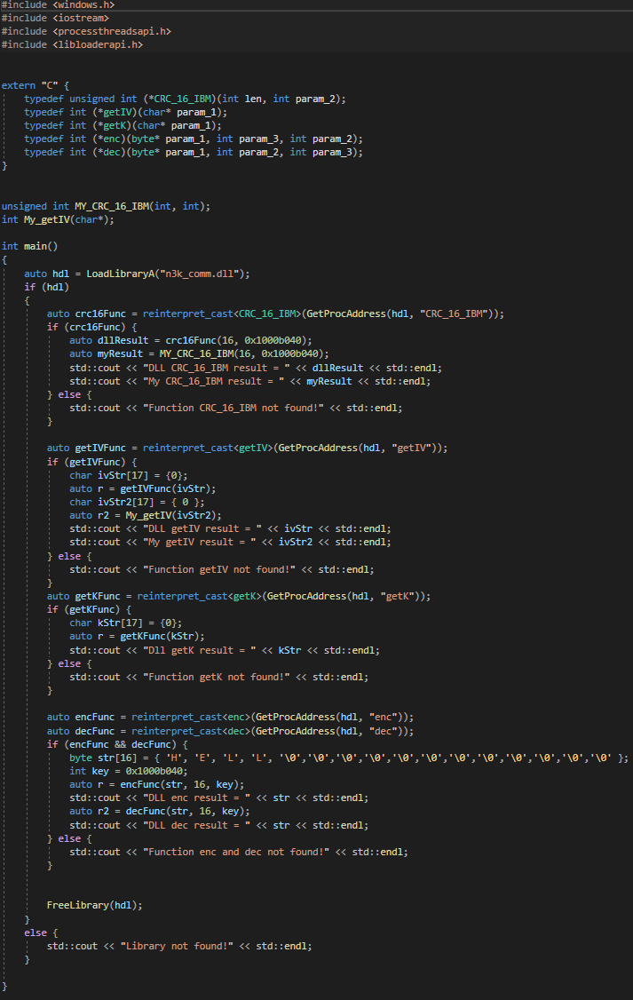 #include <windows.h>
#include <iostream>
#include <processthreadsapi.h>
#include <libloaderapi.h>
extern "C" {
    typedef unsigned int (*CRC_16_IBM)(int len, int param_2);
    typedef int (*getIV)(char* param_1);
    typedef int (*getK)(char* param_1);
    typedef int (*enc)(byte* param_1, int param_3, int param_2);
    typedef int (*dec)(byte* param_1, int param_2, int param_3);
}
unsigned int MY_CRC_16_IBM(int, int);
int My_getIV(char*);
int main()
{
    auto hdl = LoadLibraryA("n3k_comm.dll");
    if (hdl)
    {
        auto crc16Func = reinterpret_cast<CRC_16_IBM>(GetProcAddress(hdl, "CRC_16_IBM"));
        if (crc16Func) {
            auto dllResult = crc16Func(16, 0x1000b040);
            auto myResult = MY_CRC_16_IBM(16, 0x1000b040);
            std::cout << "DLL CRC_16_IBM result = " << dllResult << std::endl;
            std::cout << "My CRC_16_IBM result = " << myResult << std::endl;
        } else {
            std::cout << "Function CRC_16_IBM not found!" << std::endl;
        }
        auto getIVFunc = reinterpret_cast<getIV>(GetProcAddress(hdl, "getIV"));
        if (getIVFunc) {
            char ivStr[17] = {0};
            auto r = getIVFunc(ivStr);
            char ivStr2[17] = { 0 };
            auto r2 = My_getIV(ivStr2);
            std::cout << "DLL getIV result = " << ivStr << std::endl;
            std::cout << "My getIV result = " << ivStr2 << std::endl;
        } else {
            std::cout << "Function getIV not found!" << std::endl;
        }
        auto getKFunc = reinterpret_cast<getK>(GetProcAddress(hdl, "getK"));
        if (getKFunc) {
            char kStr[17] = {0};
            auto r = getKFunc(kStr);
            std::cout << "Dll getK result = " << kStr << std::endl;
        } else {
            std::cout << "Function getK not found!" << std::endl;
        }
        auto encFunc = reinterpret_cast<enc>(GetProcAddress(hdl, "enc"));
        auto decFunc = reinterpret_cast<dec>(GetProcAddress(hdl, "dec"));
        if (encFunc && decFunc) {
            byte str[16] = { 'H', 'E', 'L', 'L', '\0','\0','\0','\0','\0','\0','\0','\0','\0','\0','\0','\0' };
            int key = 0x1000b040;
            auto r = encFunc(str, 16, key);
            std::cout << "DLL enc result = " << str << std::endl;
            auto r2 = decFunc(str, 16, key);
            std::cout << "DLL dec result = " << str << std::endl;
        } else {
            std::cout << "Function enc and dec not found!" << std::endl;
        }
        FreeLibrary(hdl);
    }
    else {
        std::cout << "Library not found!" << std::endl;
    }
}